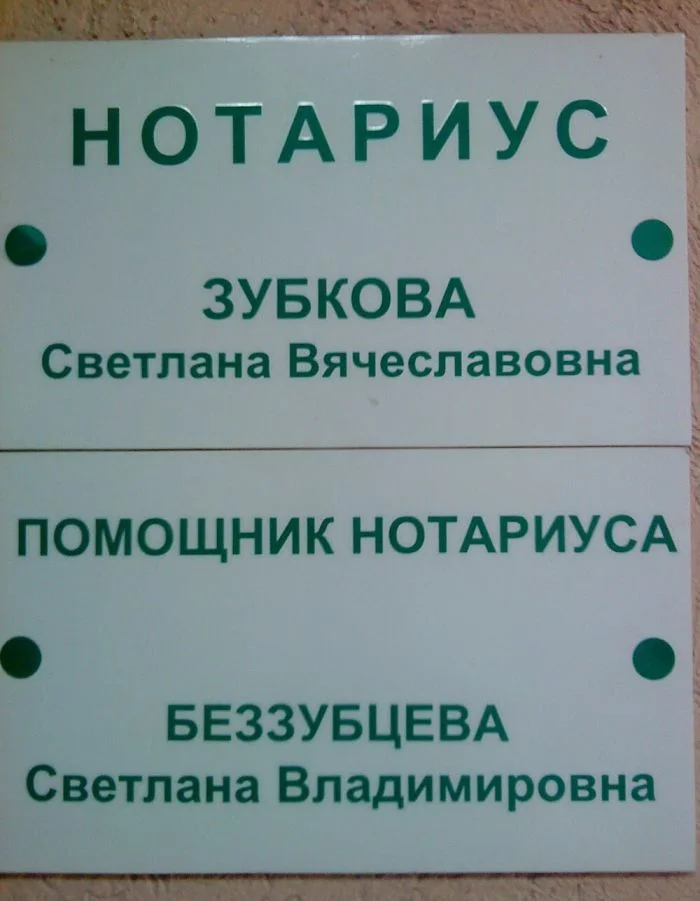 НОТАРИУС
ЗУБКОВА
Светлана Вячеславовна
ПОМОЩНИК НОТАРИУСА
БЕЗЗУБЦЕВА
Светлана Владимировна